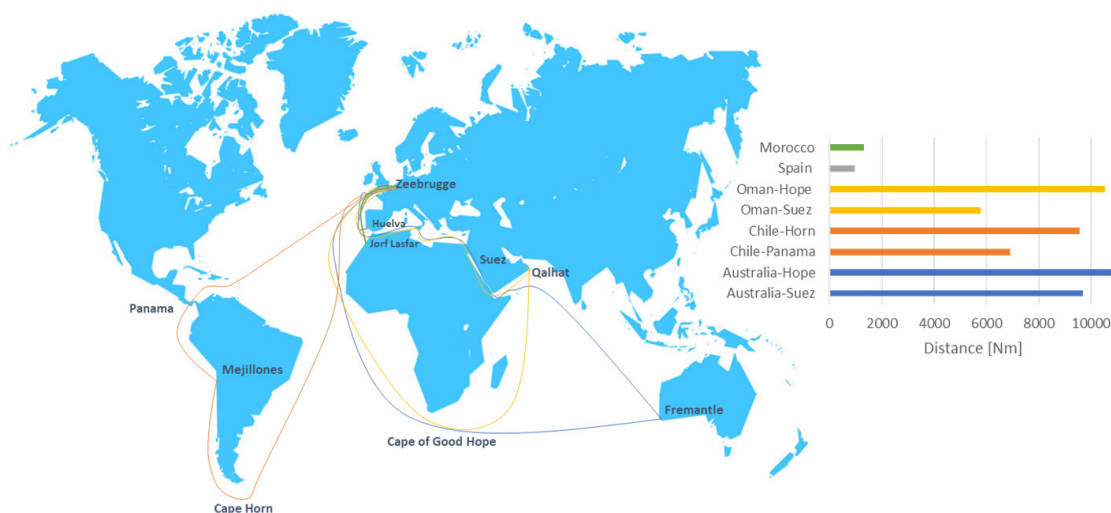 Zeebrugge
Huelva
Jorf Lasfar
Suez
Qalhat
Panama
Mejillones
Fremantle
Cape of Good Hope
Cape Horn
Morocco
Spain
Oman-Hope
Oman-Suez
Chile-Horn
Chile-Panama
Australia-Hope
Australia-Suez
0 2000 4000 6000 8000 10000
Distance [Nm]